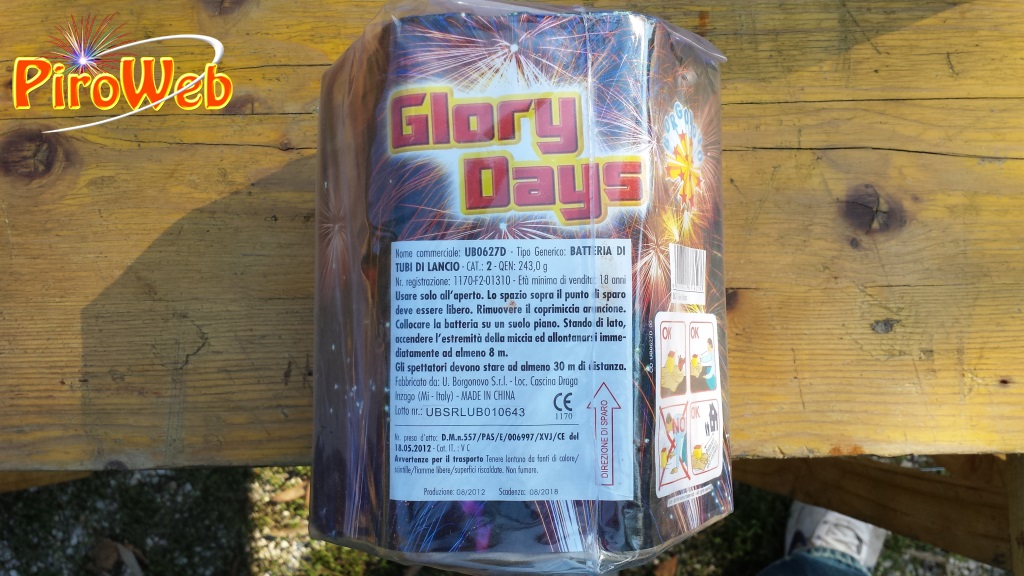 PiroWeb
Glory
Days
Nome commerciale: UB0627D - Tipo Generico: BATTERIA DI
TUBI DI LANCIO - CAT.: 2 - QEN: 243,0 g
Nr. registrazione: 1170-F2-01310 - Età minima di vendita: 18 anni
Usare solo all'aperto. Lo spazio sopra il punto di sparo
deve essere libero. Rimuovere il coprimiccia arancione.
Collocare la batteria su un suolo piano. Stando di lato,
accendere l'estremità della miccia ed allontanarsi imme-
diatamente ad almeno 8 m.
Gli spettatori devono stare ad almeno 30 m di distanza.
Fabbricato da: U. Borgonovo S.r.l. - Loc. Cascina Draga
Inzago (Mi - Italy) - MADE IN CHINA
Lotto nr.: UBSRLUB010643
CE
1170
Nr. presa d'atto: D.M.n.557/PAS/E/006997/XVJ/CE del
18.05.2012 - Cat. IT. : V C
Avvertenze per il trasporto Tenere lontano da fonti di calore/
scintille/fiamme libere/superfici riscaldate. Non fumare.
Produzione: 08/2012 Scadenza: 08/2018
DIREZIONE DI SPARO
OK
OK
NO
OK